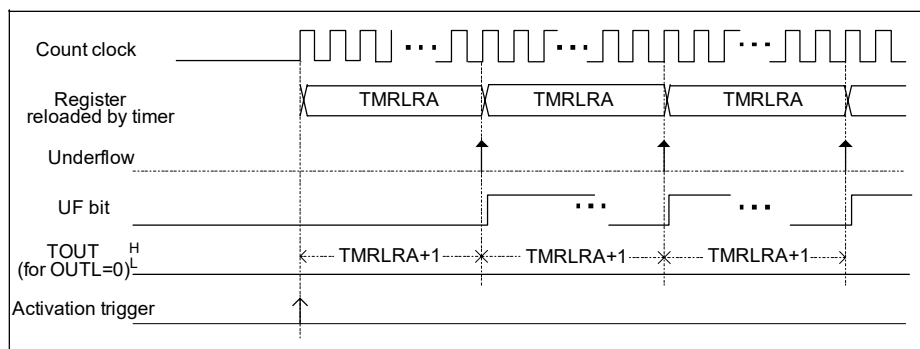 Count clock
Register
reloaded by timer
TMRLRA TMRLRA TMRLRA
Underflow
UF bit
TOUT H
(for OUTL=0) L
TMRLRA+1 TMRLRA+1 TMRLRA+1
Activation trigger